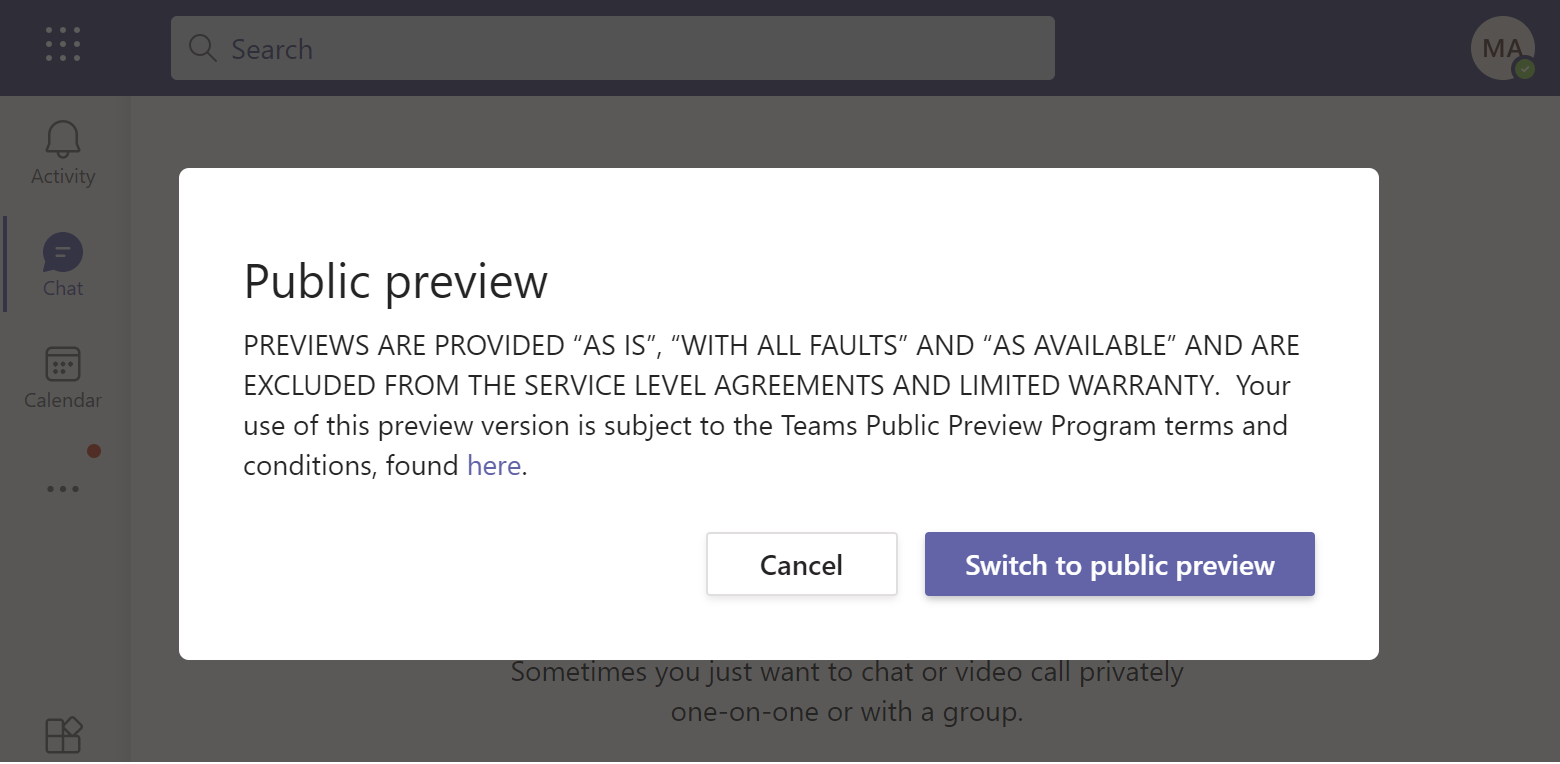 Search
MA
Activity
Chat
Calendar
Public preview
PREVIEWS ARE PROVIDED “AS IS”, “WITH ALL FAULTS” AND “AS AVAILABLE” AND ARE
EXCLUDED FROM THE SERVICE LEVEL AGREEMENTS AND LIMITED WARRANTY.  Your
use of this preview version is subject to the Teams Public Preview Program terms and
conditions, found here.
Cancel
Switch to public preview
Sometimes you just want to chat or video call privately
one-on-one or with a group.